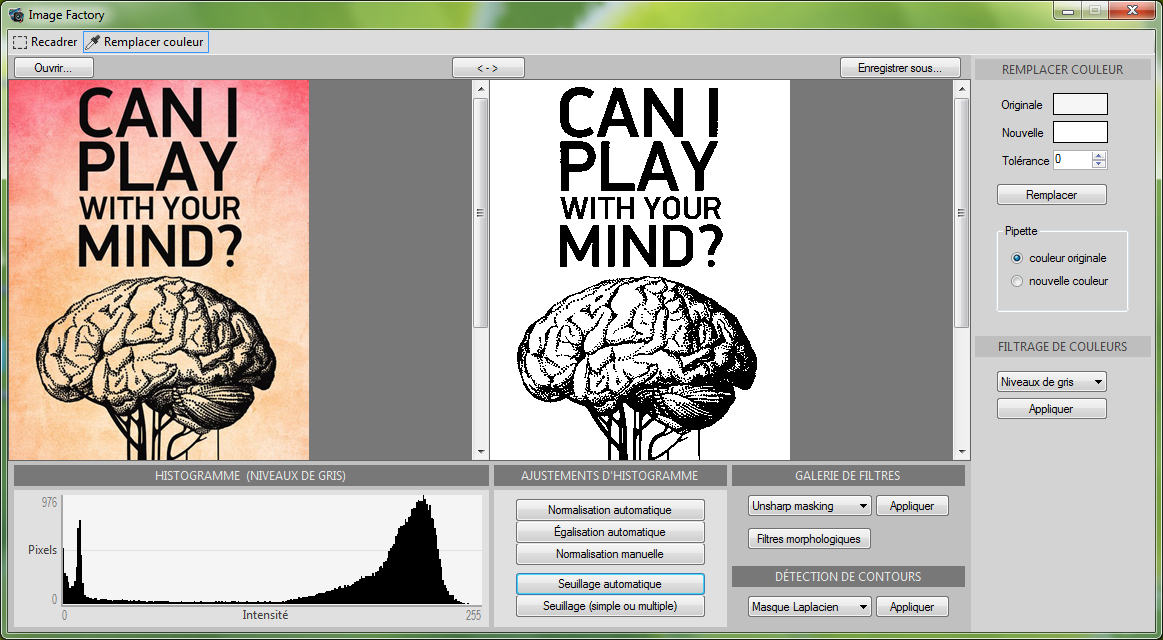 Image Factory
Recadrer Remplacer couleur
Ouvrir... <-> Enregistrer sous...
CAN I
PLAY
WITH YOUR
MIND?
CAN I
PLAY
WITH YOUR
MIND?
REMPLACER COULEUR
Originale
Nouvelle
Tolérance 0
Remplacer
Pipette
couleur originale
nouvelle couleur
FILTRAGE DE COULEURS
Niveaux de gris
Appliquer
HISTOGRAMME (NIVEAUX DE GRIS)
976
Pixels
0
0 Intensité 255
AJUSTEMENTS D'HISTOGRAMME
Normalisation automatique
Égalisation automatique
Normalisation manuelle
Seuillage automatique
Seuillage (simple ou multiple)
GALERIE DE FILTRES
Unsharp masking Appliquer
Filtres morphologiques
DÉTECTION DE CONTOURS
Masque Laplacien Appliquer